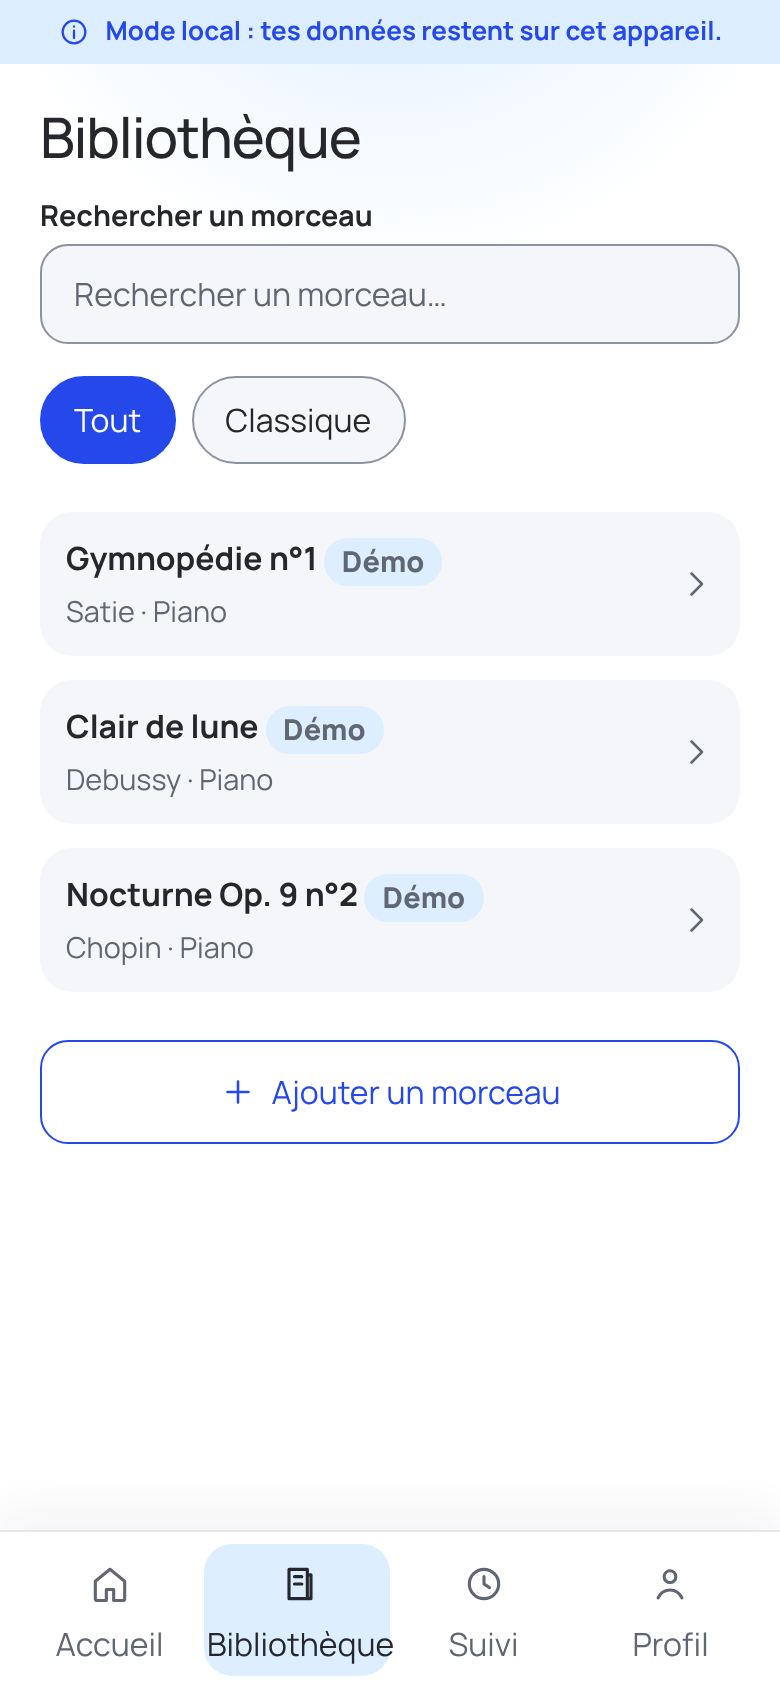 Mode local : tes données restent sur cet appareil.
Bibliothèque
Rechercher un morceau
Rechercher un morceau...
Tout
Classique
Gymnopédie n°1 Démo
Satie · Piano
Clair de lune Démo
Debussy · Piano
Nocturne Op. 9 n°2 Démo
Chopin · Piano
+ Ajouter un morceau
Accueil
Bibliothèque
Suivi
Profil